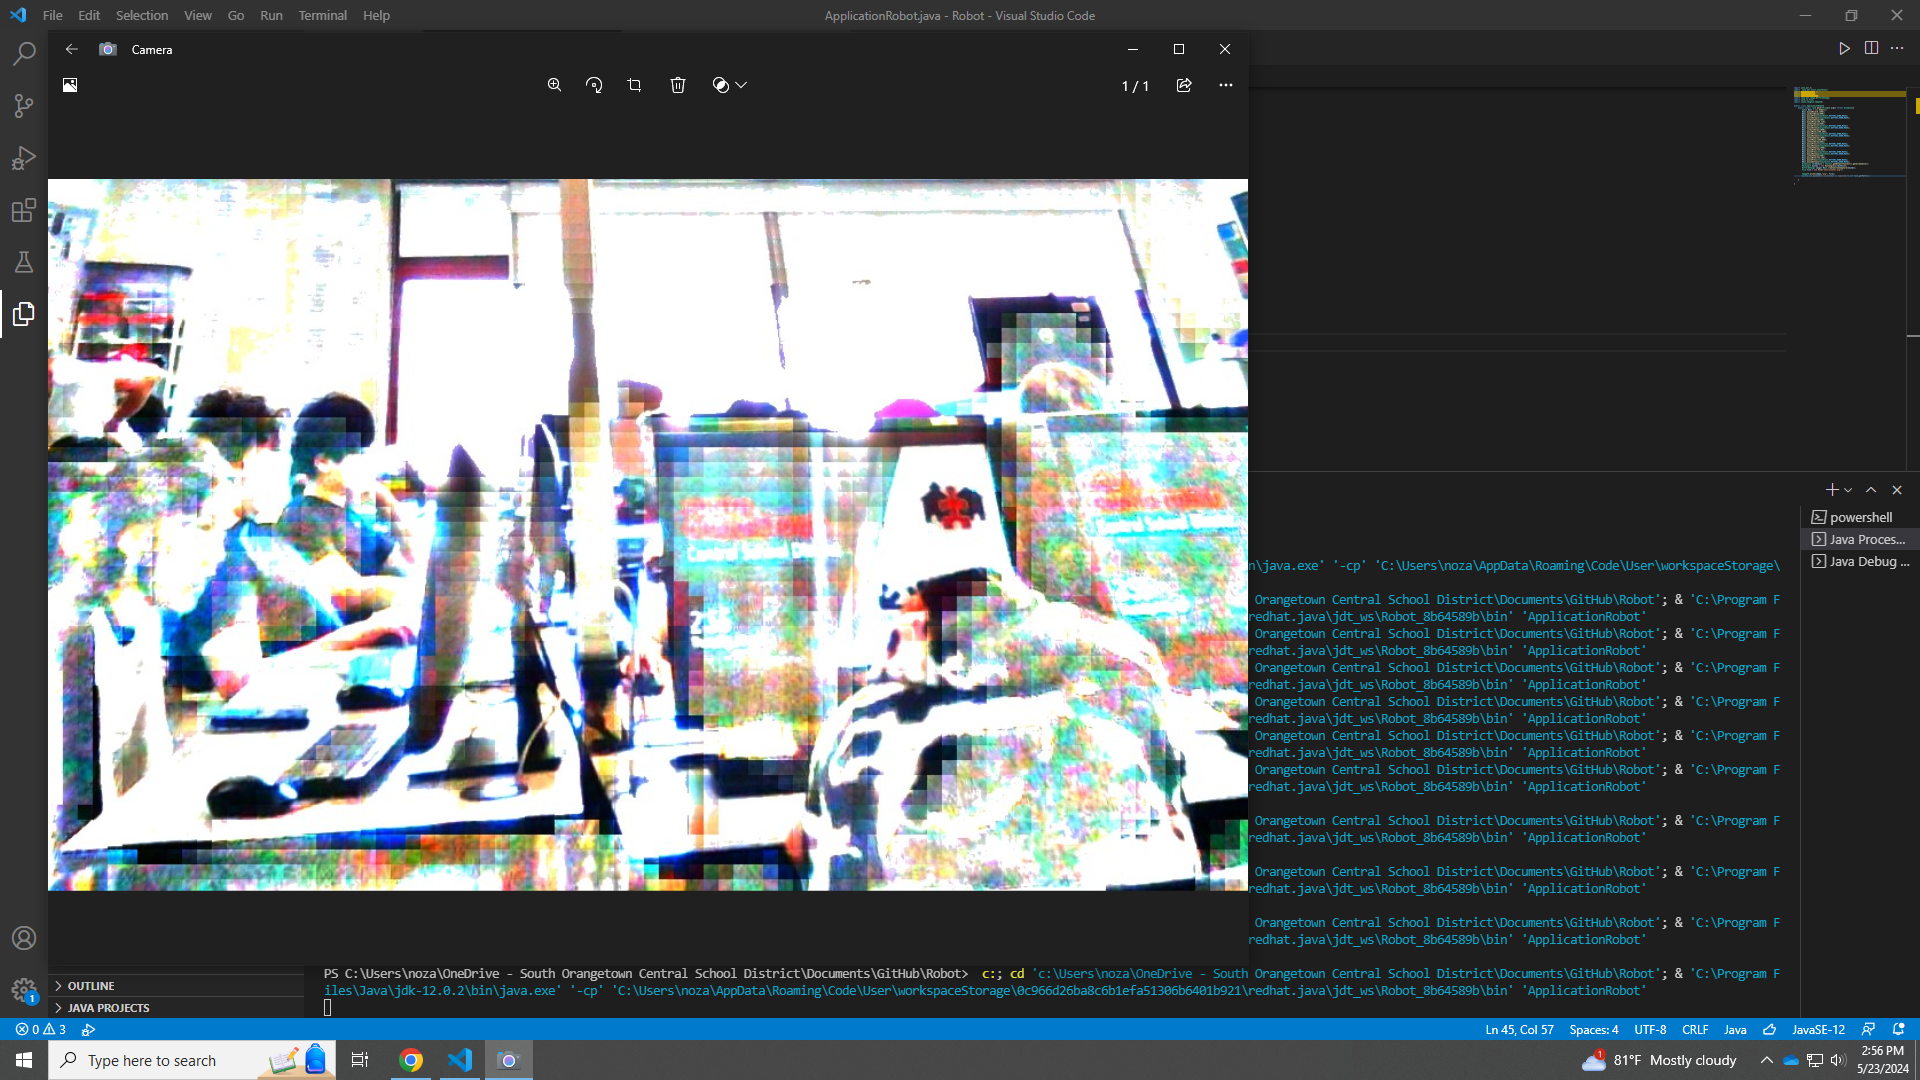 File Edit Selection View Go Run Terminal Help
ApplicationRobot.java - Robot - Visual Studio Code
Camera
1 / 1
Central School
powershell
Java Proces...
Java Debug ...
n\java.exe' '-cp' 'C:\Users\noza\AppData\Roaming\Code\User\workspaceStorage\
Orangetown Central School District\Documents\GitHub\Robot'; & 'C:\Program F
redhat.java\jdt_ws\Robot_8b64589b\bin' 'ApplicationRobot'
Orangetown Central School District\Documents\GitHub\Robot'; & 'C:\Program F
redhat.java\jdt_ws\Robot_8b64589b\bin' 'ApplicationRobot'
Orangetown Central School District\Documents\GitHub\Robot'; & 'C:\Program F
redhat.java\jdt_ws\Robot_8b64589b\bin' 'ApplicationRobot'
Orangetown Central School District\Documents\GitHub\Robot'; & 'C:\Program F
redhat.java\jdt_ws\Robot_8b64589b\bin' 'ApplicationRobot'
Orangetown Central School District\Documents\GitHub\Robot'; & 'C:\Program F
redhat.java\jdt_ws\Robot_8b64589b\bin' 'ApplicationRobot'
Orangetown Central School District\Documents\GitHub\Robot'; & 'C:\Program F
redhat.java\jdt_ws\Robot_8b64589b\bin' 'ApplicationRobot'
Orangetown Central School District\Documents\GitHub\Robot'; & 'C:\Program F
redhat.java\jdt_ws\Robot_8b64589b\bin' 'ApplicationRobot'
Orangetown Central School District\Documents\GitHub\Robot'; & 'C:\Program F
redhat.java\jdt_ws\Robot_8b64589b\bin' 'ApplicationRobot'
Orangetown Central School District\Documents\GitHub\Robot'; & 'C:\Program F
redhat.java\jdt_ws\Robot_8b64589b\bin' 'ApplicationRobot'
PS C:\Users\noza\OneDrive - South Orangetown Central School District\Documents\GitHub\Robot> c:; cd 'c:\Users\noza\OneDrive - South Orangetown Central School District\Documents\GitHub\Robot'; & 'C:\Program F
iles\Java\jdk-12.0.2\bin\java.exe' '-cp' 'C:\Users\noza\AppData\Roaming\Code\User\workspaceStorage\0c966d26ba8c6b1efa51306b6401b921\redhat.java\jdt_ws\Robot_8b64589b\bin' 'ApplicationRobot'
OUTLINE
JAVA PROJECTS
1
0 3
Ln 45, Col 57 Spaces: 4 UTF-8 CRLF Java JavaSE-12
Type here to search
1
81°F Mostly cloudy
2:56 PM
5/23/2024